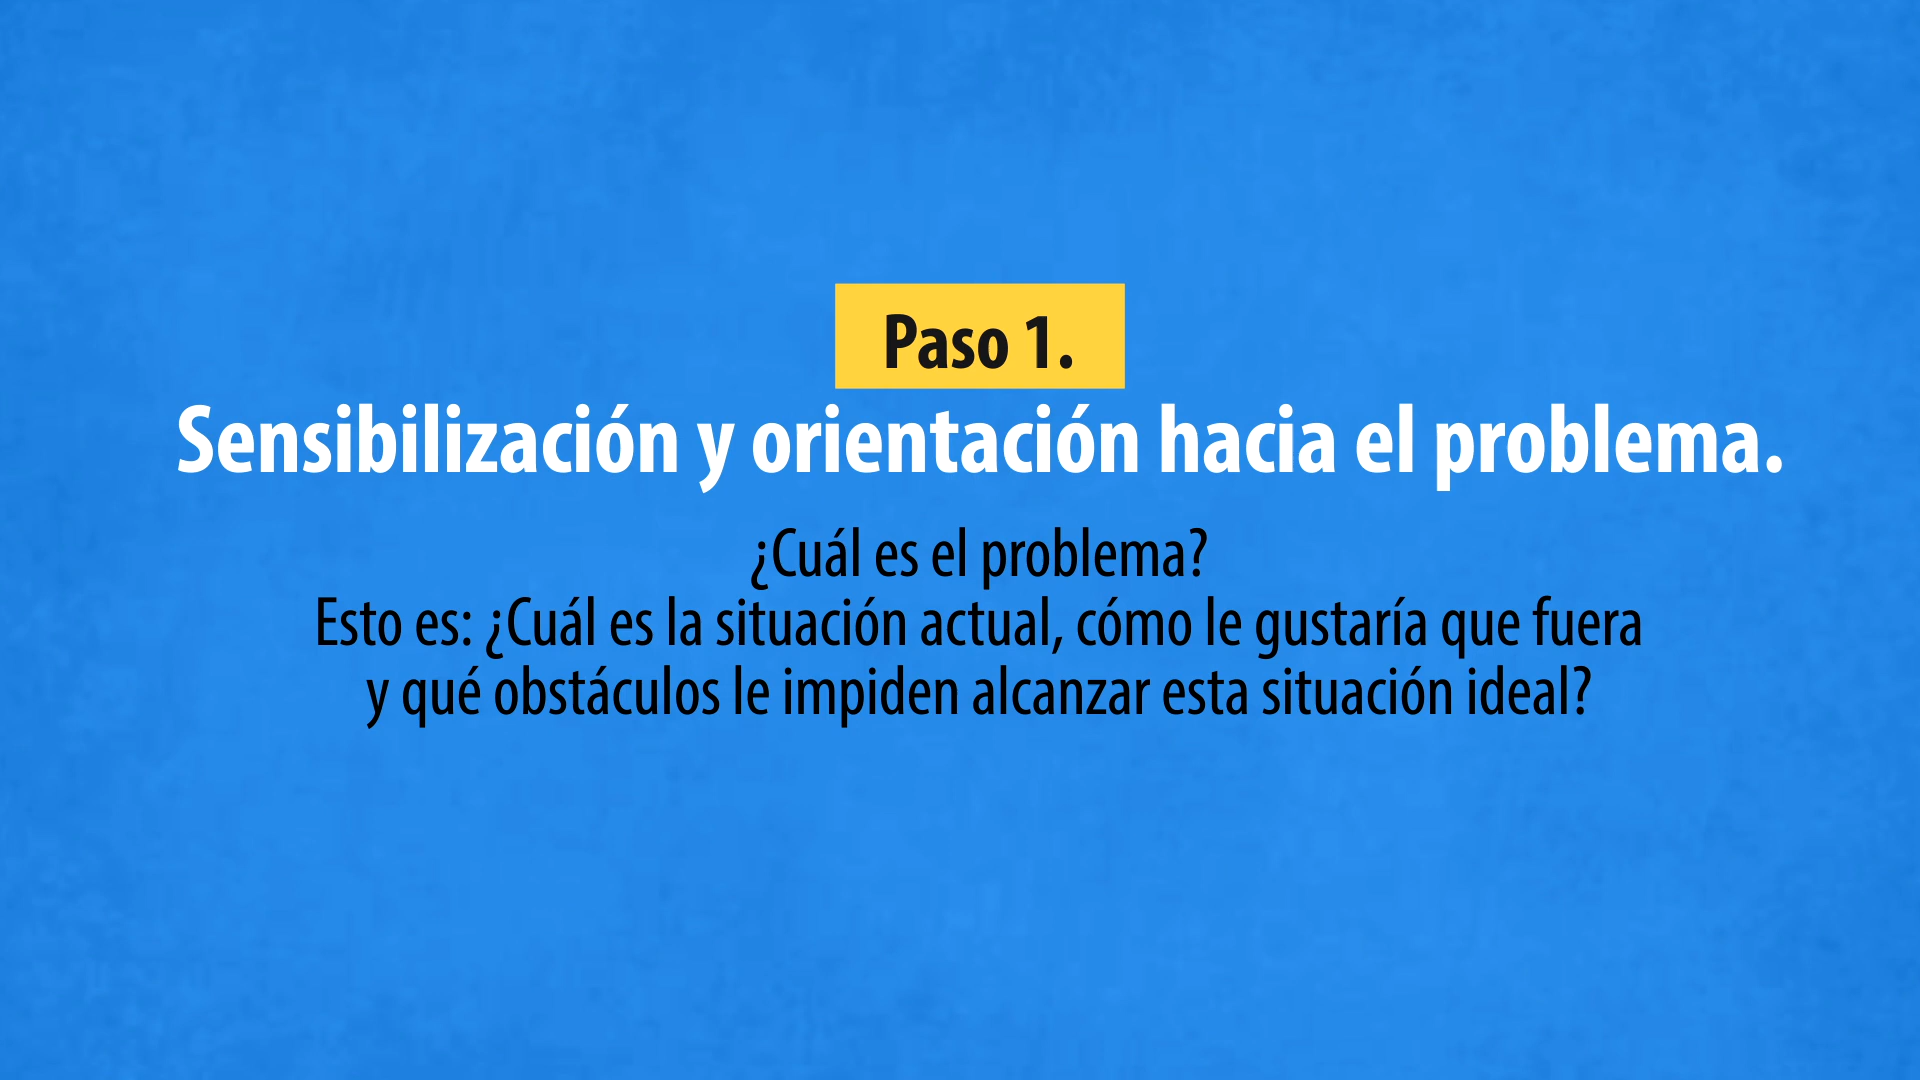 Paso 1.
Sensibilización y orientación hacia el problema.
¿Cuál es el problema?
Esto es: ¿Cuál es la situación actual, cómo le gustaría que fuera
y qué obstáculos le impiden alcanzar esta situación ideal?